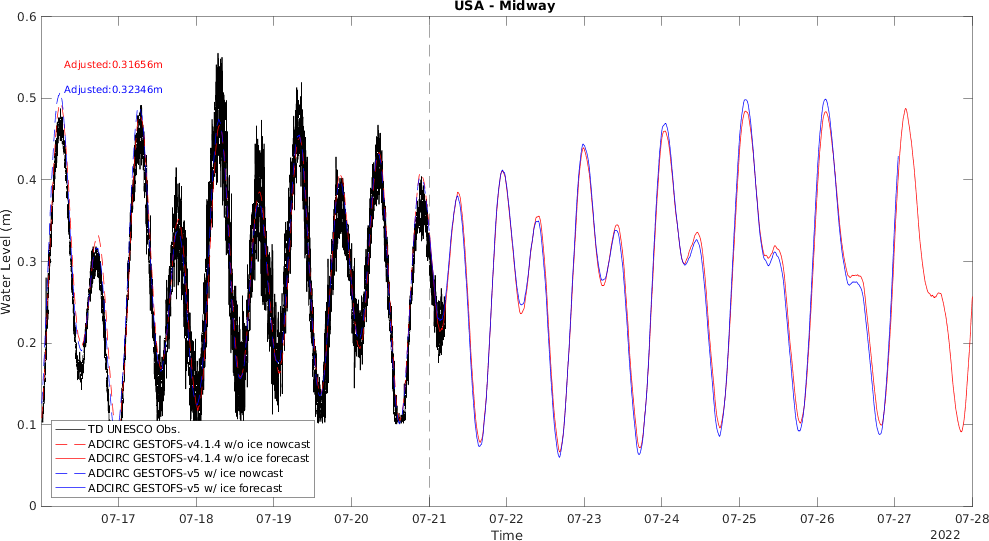 USA - Midway
0.6
0.5
0.4
0.3
0.2
0.1
0
Water Level (m)
Adjusted:0.31656m
Adjusted:0.32346m
TD UNESCO Obs.
ADCIRC GESTOFS-v4.1.4 w/o ice nowcast
ADCIRC GESTOFS-v4.1.4 w/o ice forecast
ADCIRC GESTOFS-v5 w/ ice nowcast
ADCIRC GESTOFS-v5 w/ ice forecast
07-17 07-18 07-19 07-20 07-21 07-22 07-23 07-24 07-25 07-26 07-27 07-28
Time
2022